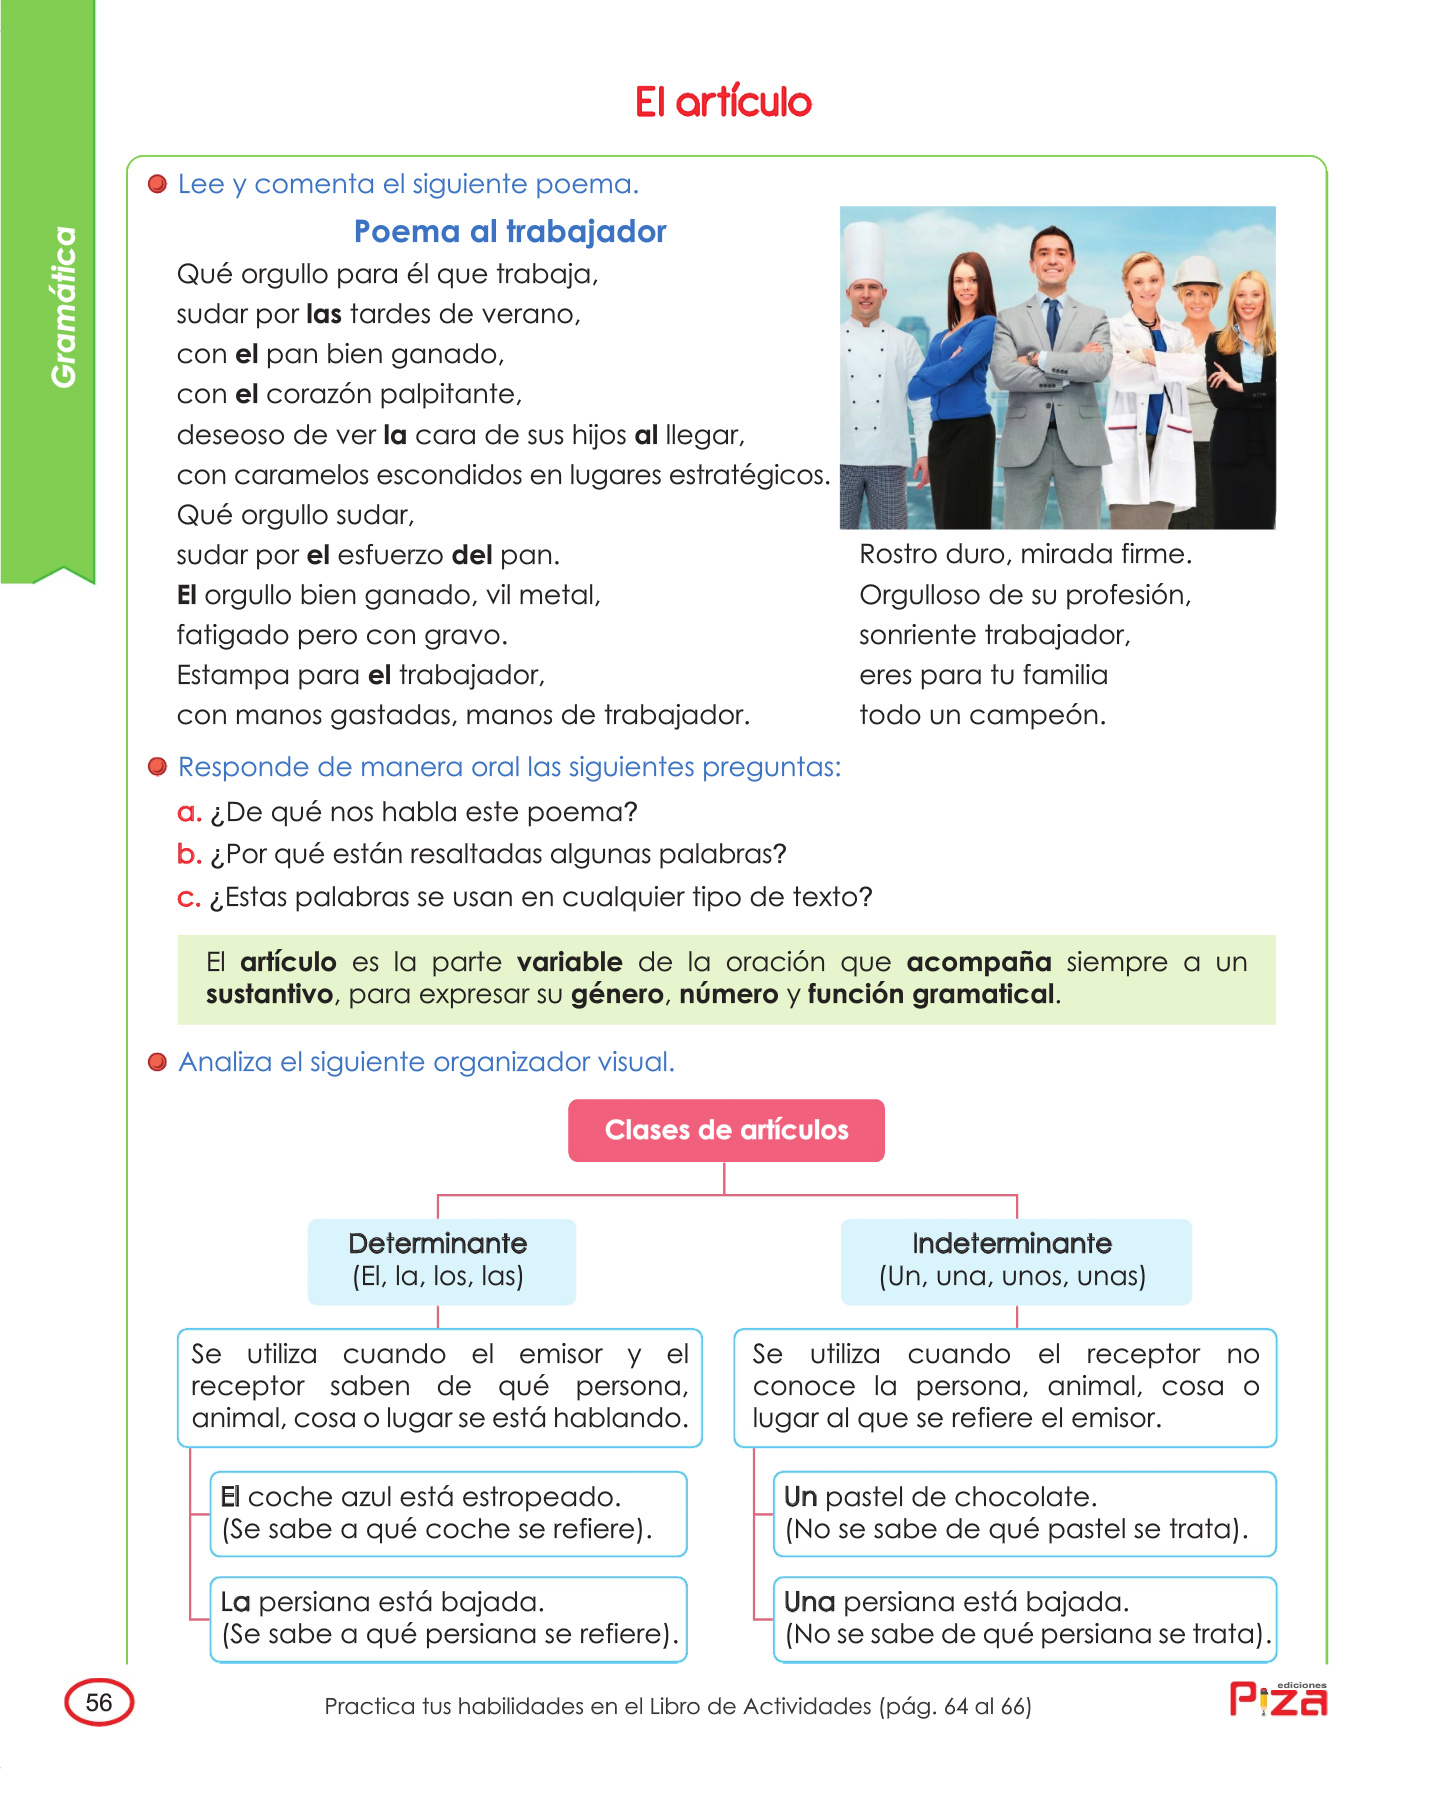 Gramática
El artículo
Lee y comenta el siguiente poema.
Poema al trabajador
Qué orgullo para él que trabaja,
sudar por las tardes de verano,
con el pan bien ganado,
con el corazón palpitante,
deseoso de ver la cara de sus hijos al llegar,
con caramelos escondidos en lugares estratégicos.
Qué orgullo sudar,
sudar por el esfuerzo del pan.
El orgullo bien ganado, vil metal,
fatigado pero con gravo.
Estampa para el trabajador,
con manos gastadas, manos de trabajador.
Rostro duro, mirada firme.
Orgulloso de su profesión,
sonriente trabajador,
eres para tu familia
todo un campeón.
Responde de manera oral las siguientes preguntas:
a. ¿De qué nos habla este poema?
b. ¿Por qué están resaltadas algunas palabras?
c. ¿Estas palabras se usan en cualquier tipo de texto?
El artículo es la parte variable de la oración que acompaña siempre a un
sustantivo, para expresar su género, número y función gramatical.
Analiza el siguiente organizador visual.
Clases de artículos
Determinante
(El, la, los, las)
Se utiliza cuando el emisor y el
receptor saben de qué persona,
animal, cosa o lugar se está hablando.
El coche azul está estropeado.
(Se sabe a qué coche se refiere).
La persiana está bajada.
(Se sabe a qué persiana se refiere).
Indeterminante
(Un, una, unos, unas)
Se utiliza cuando el receptor no
conoce la persona, animal, cosa o
lugar al que se refiere el emisor.
Un pastel de chocolate.
(No se sabe de qué pastel se trata).
Una persiana está bajada.
(No se sabe de qué persiana se trata).
56
Practica tus habilidades en el Libro de Actividades (pág. 64 al 66)
ediciones
Piza